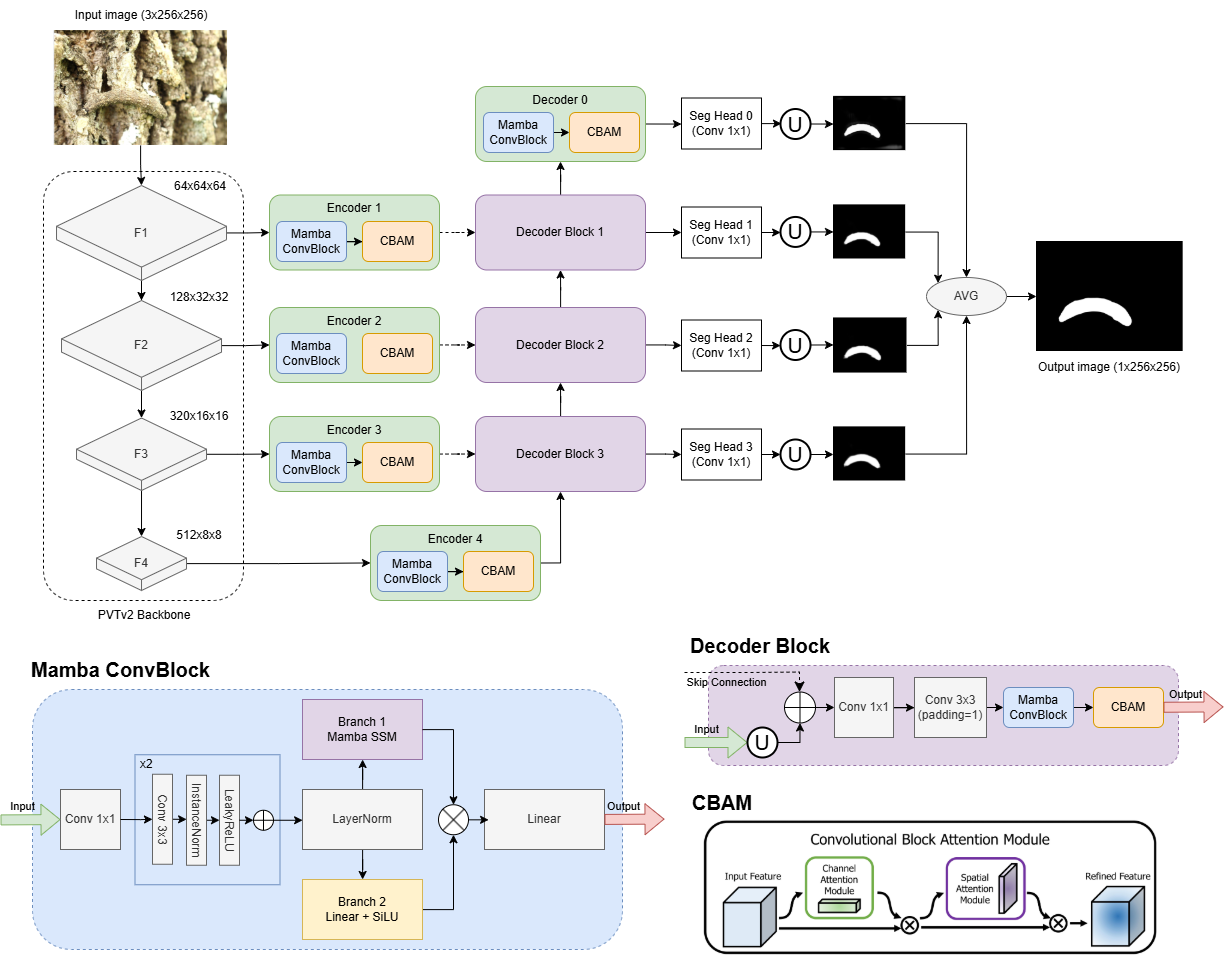 Input image (3x256x256)
64x64x64
F1
128x32x32
F2
320x16x16
F3
512x8x8
F4
PVTv2 Backbone
Encoder 1
Mamba
ConvBlock
CBAM
Encoder 2
Mamba
ConvBlock
CBAM
Encoder 3
Mamba
ConvBlock
CBAM
Encoder 4
Mamba
ConvBlock
CBAM
Decoder 0
Mamba
ConvBlock
CBAM
Decoder Block 1
Decoder Block 2
Decoder Block 3
Seg Head 0
(Conv 1x1)
U
Seg Head 1
(Conv 1x1)
U
Seg Head 2
(Conv 1x1)
U
Seg Head 3
(Conv 1x1)
U
AVG
Output image (1x256x256)
Mamba ConvBlock
Input
Conv 1x1
x2
Conv 3x3
InstanceNorm
LeakyReLU
Branch 1
Mamba SSM
LayerNorm
Branch 2
Linear + SiLU
Linear
Output
Decoder Block
Skip Connection
Input
U
Conv 1x1
Conv 3x3
(padding=1)
Mamba
ConvBlock
CBAM
Output
CBAM
Convolutional Block Attention Module
Input Feature
Channel
Attention
Module
Spatial
Attention
Module
Refined Feature